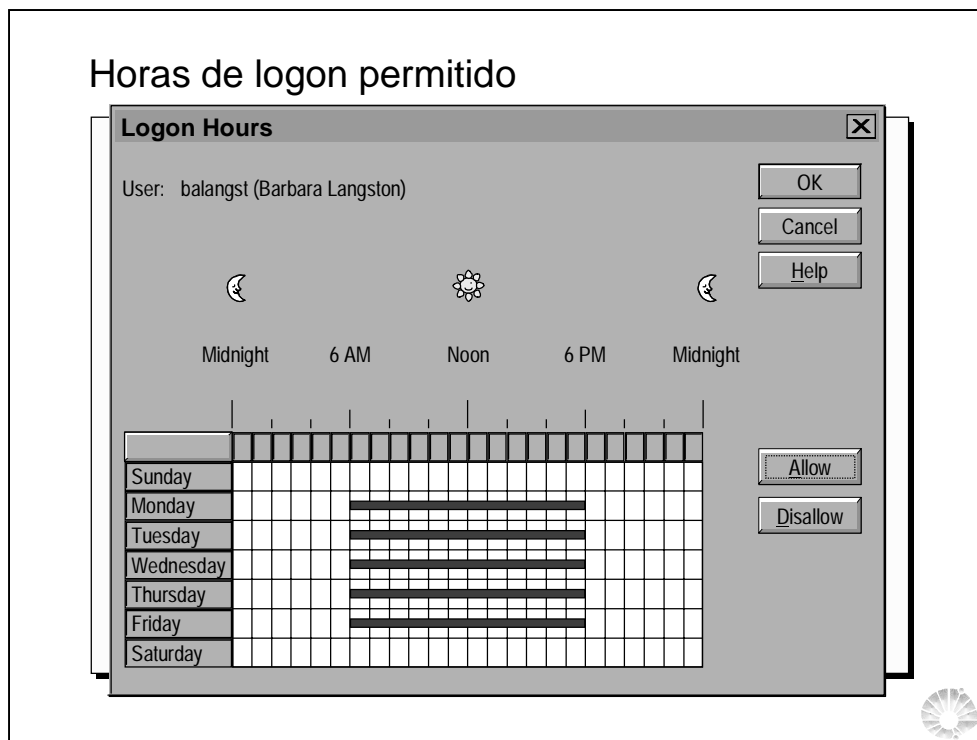 Horas de logon permitido
Logon Hours
User: balangst (Barbara Langston)
OK
Cancel
Help
Midnight 6 AM Noon 6 PM Midnight
Sunday
Monday
Tuesday
Wednesday
Thursday
Friday
Saturday
Allow
Disallow